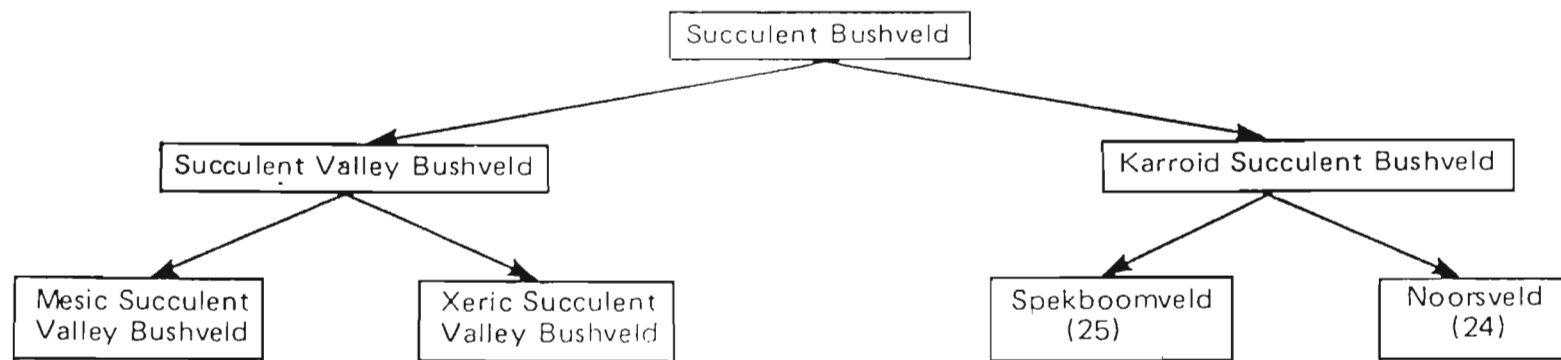 Succulent Bushveld
Succulent Valley Bushveld
Karroid Succulent Bushveld
Mesic Succulent
Valley Bushveld
Xeric Succulent
Valley Bushveld
Spekboomveld
(25)
Noorsveld
(24)